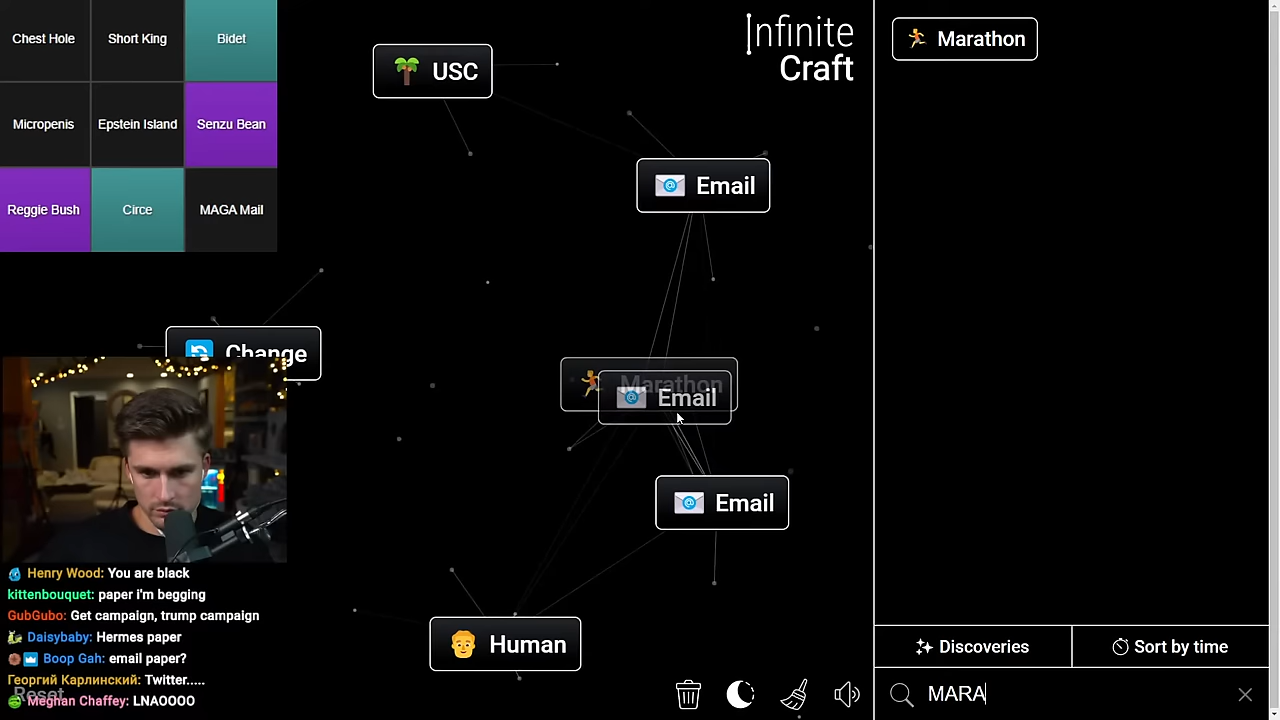 Chest Hole
Short King
Bidet
Micropenis
Epstein Island
Senzu Bean
Reggie Bush
Circe
MAGA Mail
USC
Infinite
Craft
Marathon
Email
Change
Marathon
Email
Email
Human
Henry Wood: You are black
kittenbouquet: paper i'm begging
GubGubo: Get campaign, trump campaign
Daisybaby: Hermes paper
Boop Gah: email paper?
Георгий Карлинский: Twitter.....
Reset
Meghan Chaffey: LNAOOOO
Discoveries
Sort by time
MARA